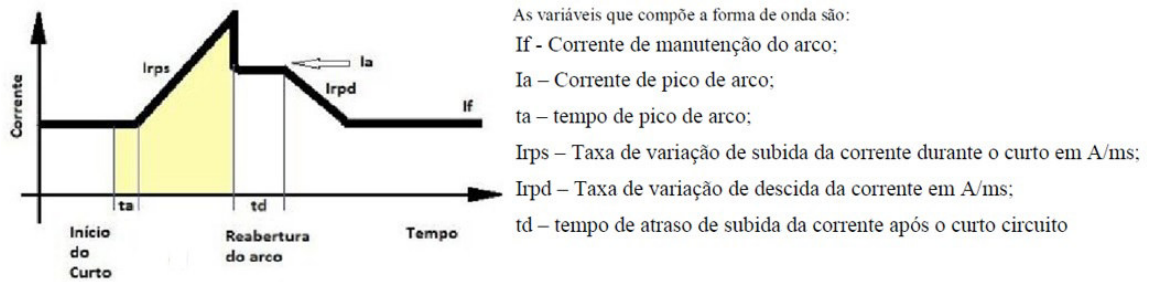 Corrente
Irps
Ia
Irpd
If
ta
td
Início
do
Curto
Reabertura
do arco
Tempo
As variáveis que compõe a forma de onda são:
If - Corrente de manutenção do arco;
Ia – Corrente de pico de arco;
ta – tempo de pico de arco;
Irps – Taxa de variação de subida da corrente durante o curto em A/ms;
Irpd – Taxa de variação de descida da corrente em A/ms;
td – tempo de atraso de subida da corrente após o curto circuito